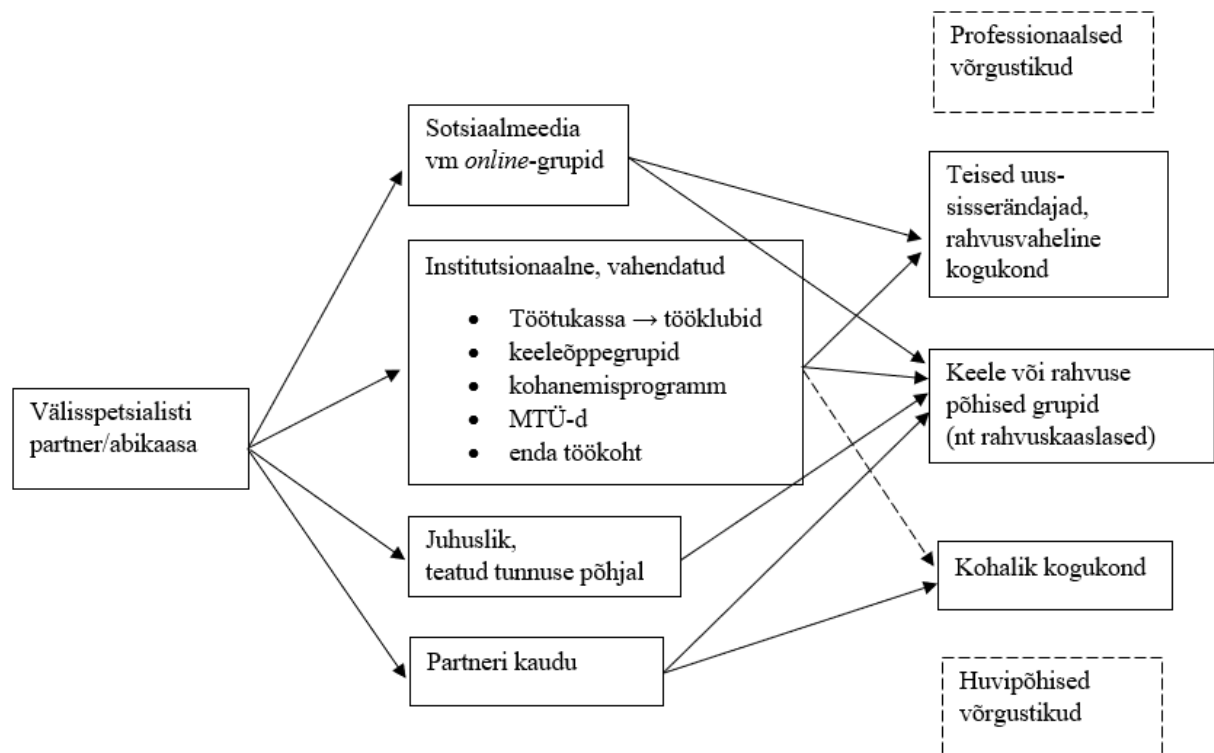 Professionaalsed
võrgustikud
Sotsiaalmeedia
vm online-grupid
Teised uus-
sisserändajad,
rahvusvaheline
kogukond
Institutsionaalne, vahendatud
• Töötukassa → tööklubid
• keeleõppegrupid
• kohanemisprogramm
• MTÜ-d
• enda töökoht
Välisspetsialisti
partner/abikaasa
Keele või rahvuse
põhised grupid
(nt rahvuskaaslased)
Juhuslik,
teatud tunnuse põhjal
Kohalik kogukond
Partneri kaudu
Huvipõhised
võrgustikud